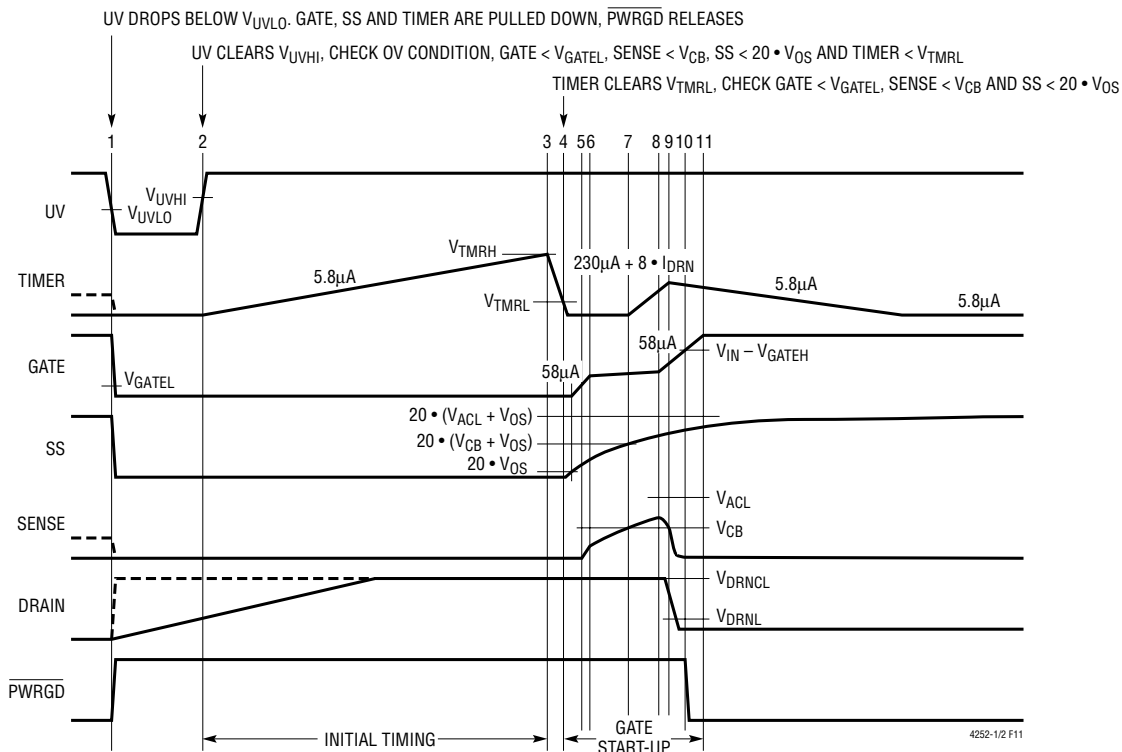 UV DROPS BELOW VUVLO. GATE, SS AND TIMER ARE PULLED DOWN, PWRGD RELEASES
UV CLEARS VUVHI, CHECK OV CONDITION, GATE < VGATEL, SENSE < VCB, SS < 20 • VOS AND TIMER < VTMRL
TIMER CLEARS VTMRL, CHECK GATE < VGATEL, SENSE < VCB AND SS < 20 • VOS
1 2 3 4 5 6 7 8 9 10 11
UV
VUVHI
VUVLO
TIMER
5.8µA
VTMRH
VTMRL
230µA + 8 • IDRN
5.8µA
5.8µA
GATE
VGATEL
58µA
58µA
VIN – VGATEH
SS
20 • (VACL + VOS)
20 • (VCB + VOS)
20 • VOS
SENSE
VACL
VCB
DRAIN
VDRNCL
VDRNL
PWRGD
INITIAL TIMING
GATE
START-UP
4252-1/2 F11